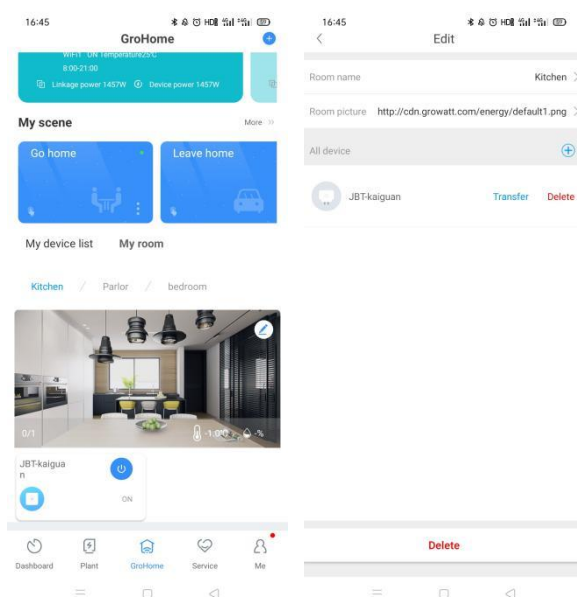 16:45
GroHome
WiFi1 ON Temperature25°C
8:00-21:00
Linkage power 1457W Device power 1457W
My scene
More
Go home
Leave home
My device list My room
Kitchen / Parlor / bedroom
0/1
-1.0°C -%
JBT-kaigua
n
ON
Dashboard Plant GroHome Service Me
16:45
Edit
Room name Kitchen
Room picture http://cdn.growatt.com/energy/default1.png
All device
JBT-kaiguan Transfer Delete
Delete